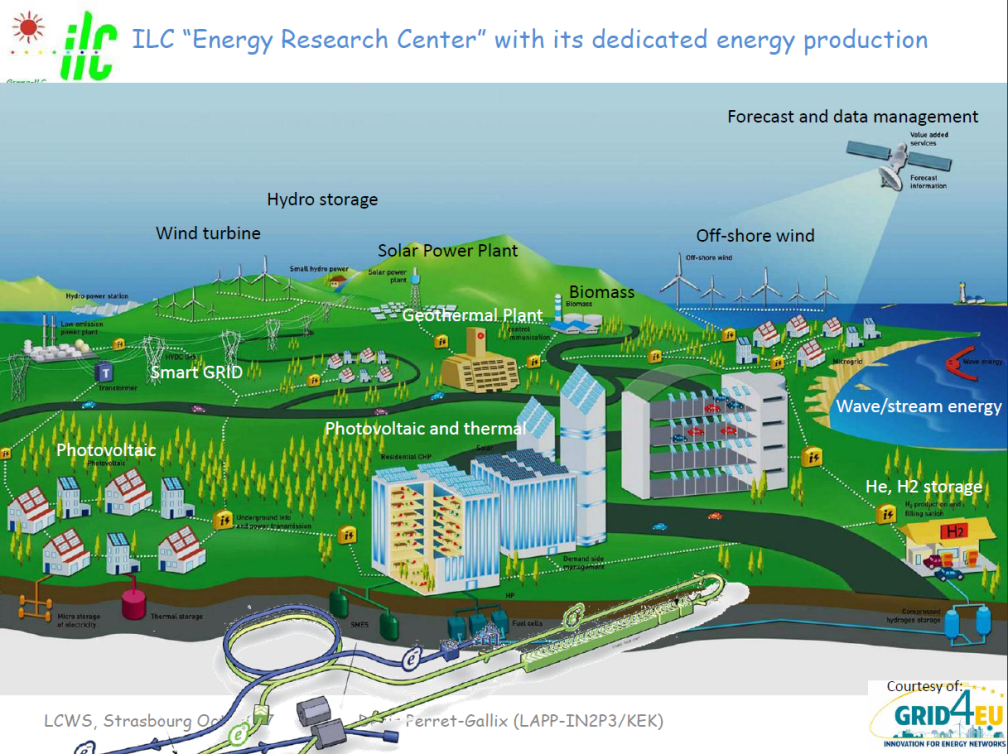 ilc
ilc
ILC “Energy Research Center” with its dedicated energy production
Forecast and data management
Value added
services
Forecast
information
Hydro storage
Wind turbine
Solar Power Plant
Off-shore wind
Off-shore wind
Small hydro power
Solar power
plant
Hydro power station
Biomass
Biomass
Geothermal Plant
Low emission
power plant
Wave energy
Microgrid
T
Transformer
Smart GRID
Wave/stream energy
Photovoltaic and thermal
Photovoltaic
Photovoltaic
Residential CHP
He, H2 storage
H2
Underground
Demand side
management
Micro storage
of electricity
Thermal storage
SMES
HP
Fuel cells
Compressed
hydrogen storage
e-
e-
e-
Courtesy of:
GRID4EU
INNOVATION FOR ENERGY NETWORKS
LCWS, Strasbourg
Perret-Gallix (LAPP-IN2P3/KEK)